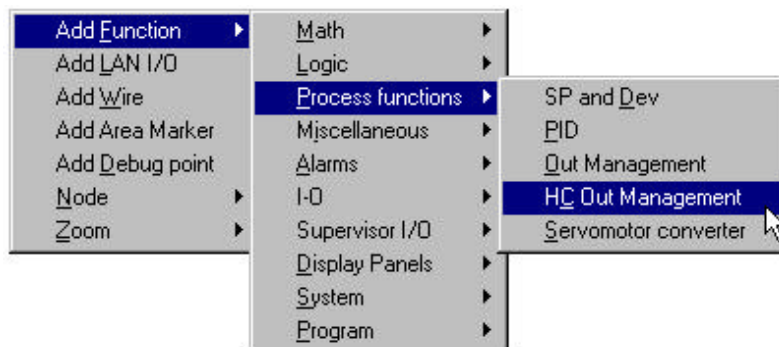 Add Function
Add LAN I/O
Add Wire
Add Area Marker
Add Debug point
Node
Zoom
Math
Logic
Process functions
Miscellaneous
Alarms
I-O
Supervisor I/O
Display Panels
System
Program
SP and Dev
PID
Out Management
HC Out Management
Servomotor converter